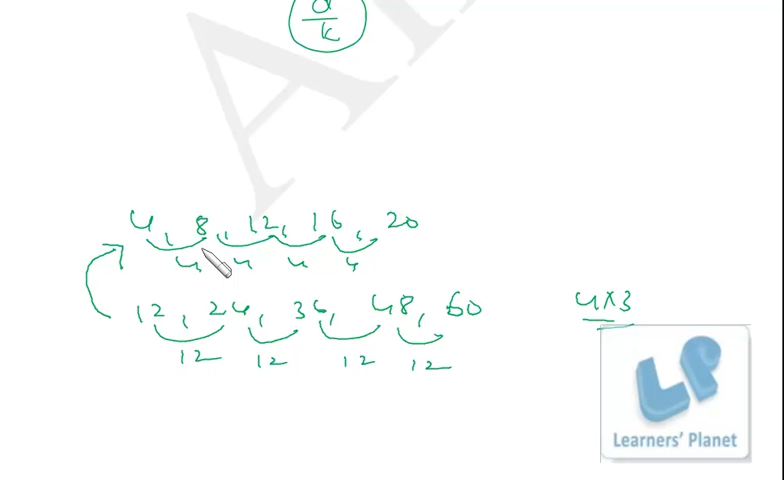 d
k
4, 8, 12, 16, 20
4 4 4 4
12, 24, 36, 48, 60
4×3
12 12 12 12
LP
Learners' Planet